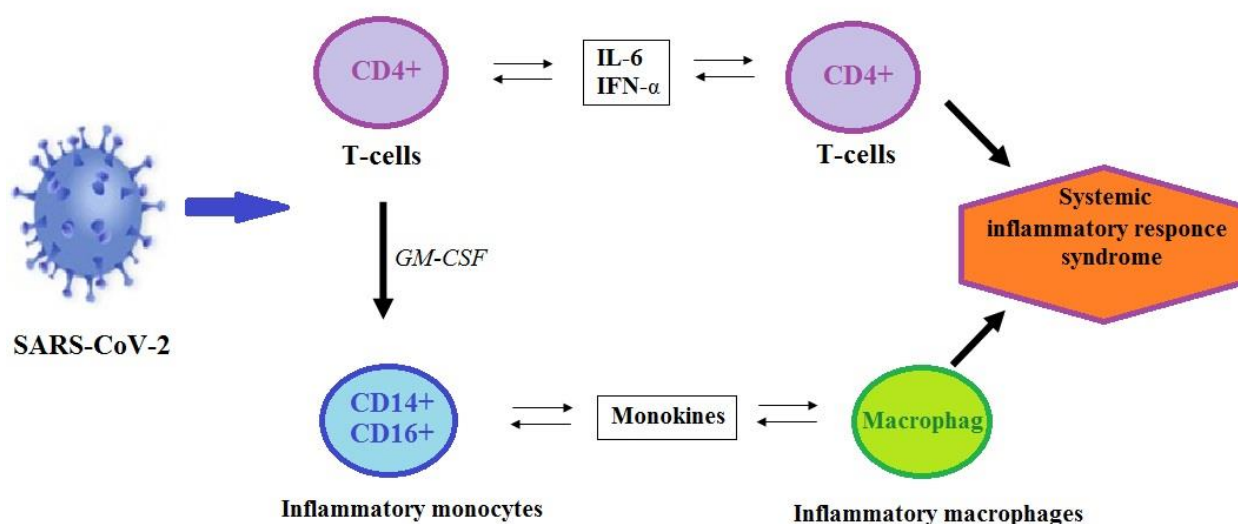 CD4+
T-cells
IL-6
IFN-α
CD4+
T-cells
Systemic
inflammatory responce
syndrome
GM-CSF
SARS-CoV-2
CD14+
CD16+
Inflammatory monocytes
Monokines
Macrophag
Inflammatory macrophages